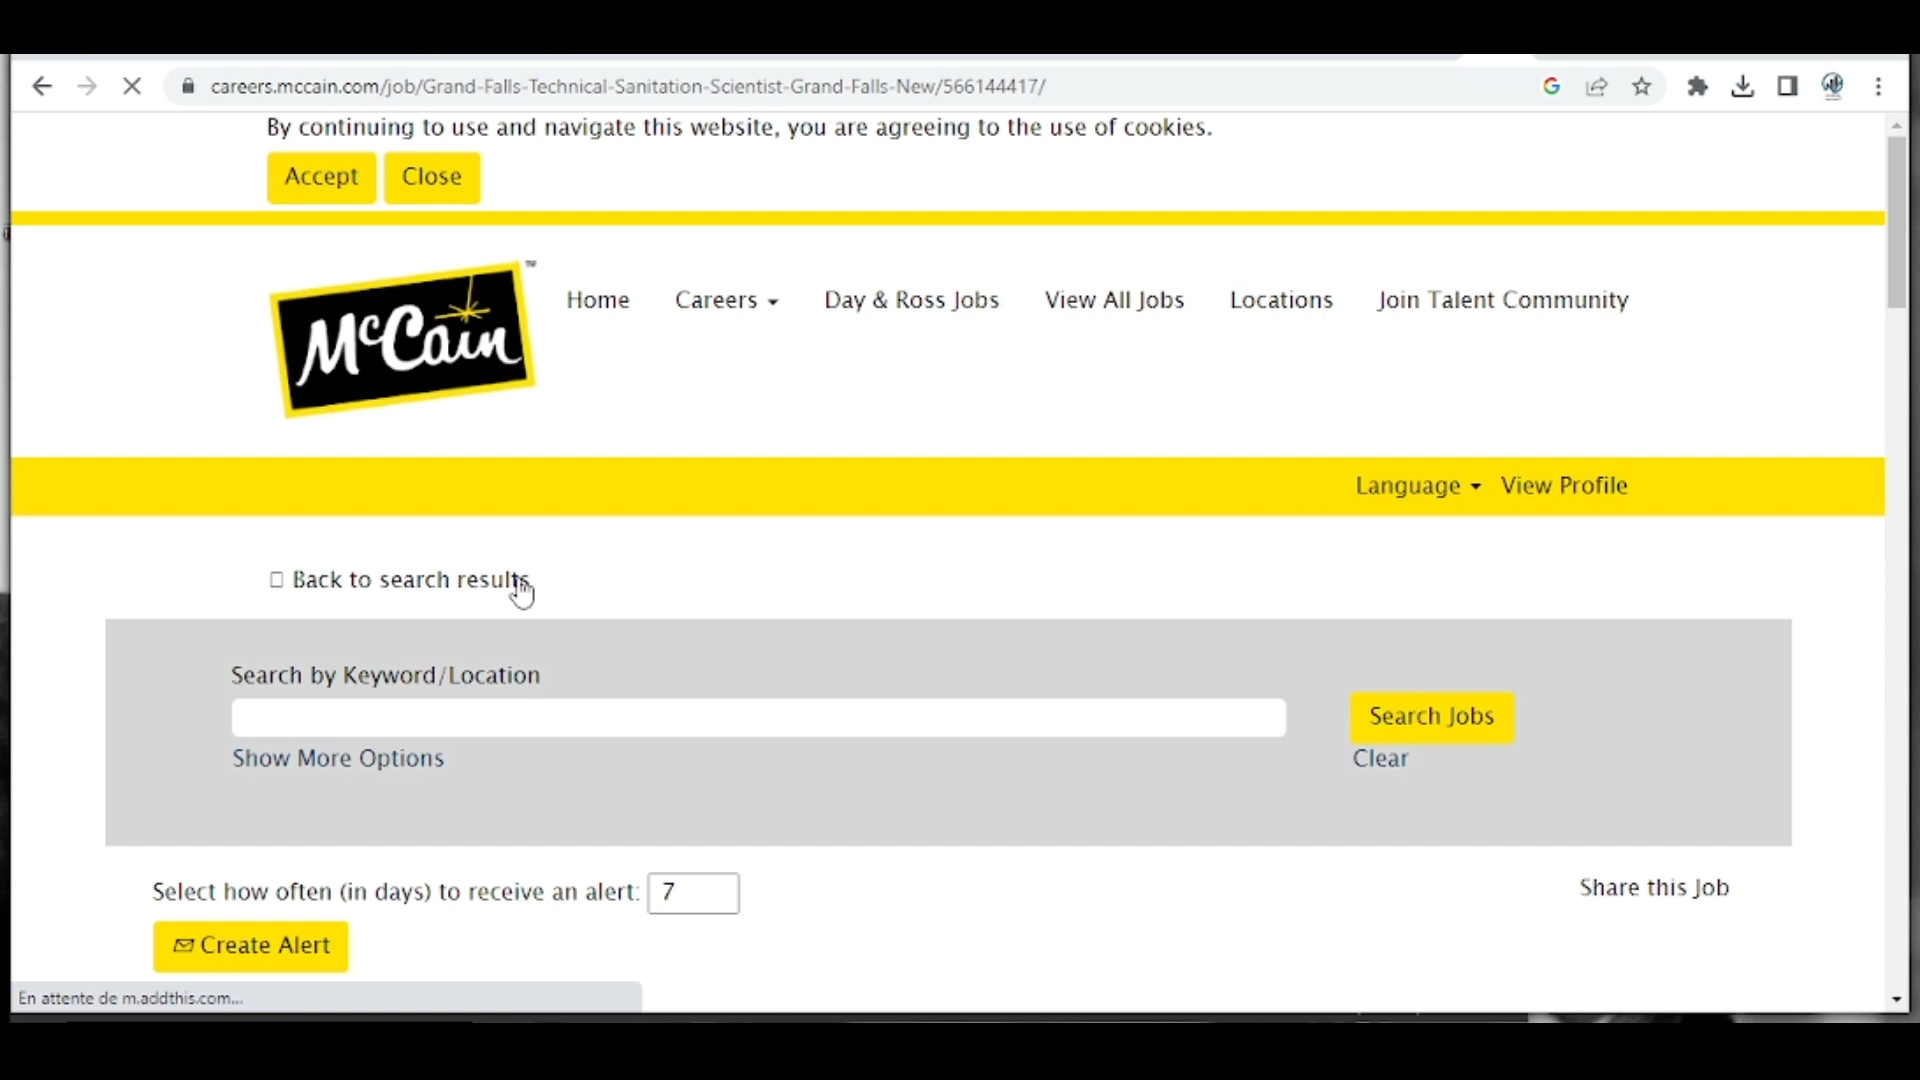 careers.mccain.com/job/Grand-Falls-Technical-Sanitation-Scientist-Grand-Falls-New/566144417/
By continuing to use and navigate this website, you are agreeing to the use of cookies.
Accept Close
McCain ™
Home Careers Day & Ross Jobs View All Jobs Locations Join Talent Community
Language View Profile
Back to search results
Search by Keyword/Location
Search Jobs
Show More Options Clear
Select how often (in days) to receive an alert: 7
Share this Job
Create Alert
En attente de m.addthis.com...